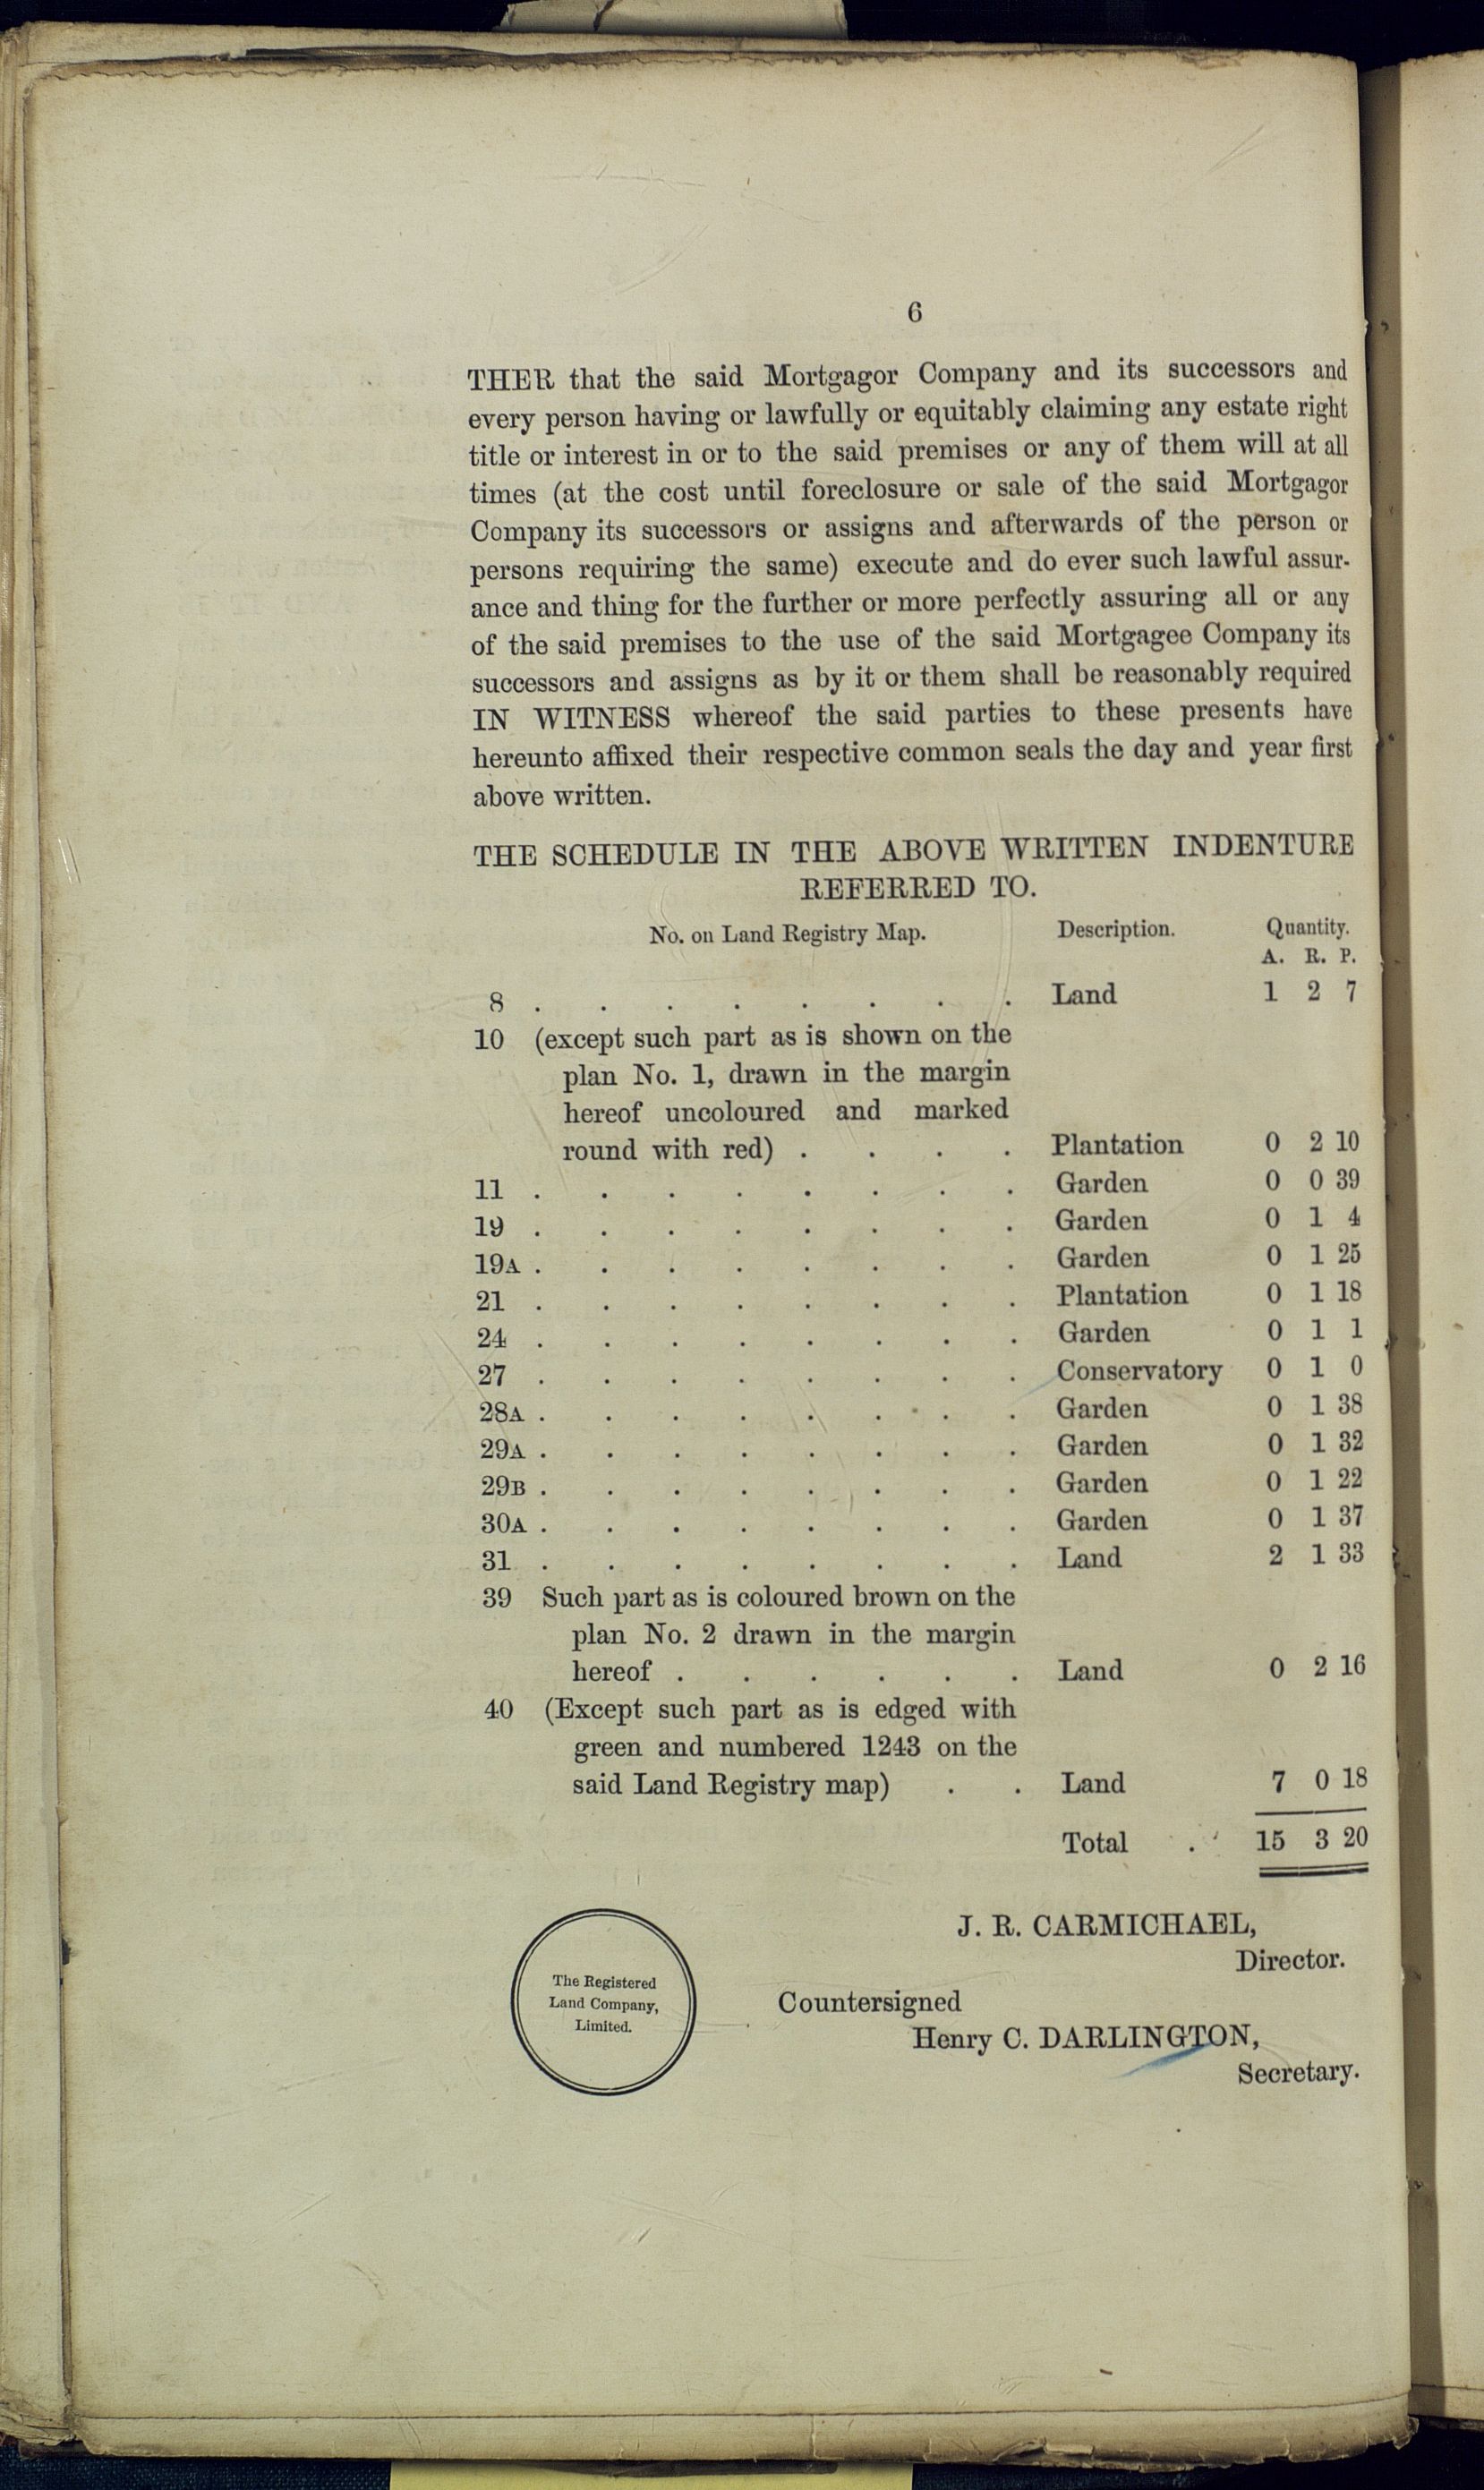 6
THER that the said Mortgagor Company and its successors and
every person having or lawfully or equitably claiming any estate right
title or interest in or to the said premises or any of them will at all
times (at the cost until foreclosure or sale of the said Mortgagor
Company its successors or assigns and afterwards of the person or
persons requiring the same) execute and do ever such lawful assur-
ance and thing for the further or more perfectly assuring all or any
of the said premises to the use of the said Mortgagee Company its
successors and assigns as by it or them shall be reasonably required
IN WITNESS whereof the said parties to these presents have
hereunto affixed their respective common seals the day and year first
above written.
THE SCHEDULE IN THE ABOVE WRITTEN INDENTURE
REFERRED TO.
No. on Land Registry Map. Description. Quantity.
A. R. P.
8 . . . . . . . . Land 1 2 7
10 (except such part as is shown on the
plan No. 1, drawn in the margin
hereof uncoloured and marked
round with red) . . . . Plantation 0 2 10
11 . . . . . . . . Garden 0 0 39
19 . . . . . . . . Garden 0 1 4
19A . . . . . . . . Garden 0 1 25
21 . . . . . . . . Plantation 0 1 18
24 . . . . . . . . Garden 0 1 1
27 . . . . . . . . Conservatory 0 1 0
28A . . . . . . . . Garden 0 1 38
29A . . . . . . . . Garden 0 1 32
29B . . . . . . . . Garden 0 1 22
30A . . . . . . . . Garden 0 1 37
31 . . . . . . . . Land 2 1 33
39 Such part as is coloured brown on the
plan No. 2 drawn in the margin
hereof . . . . . . Land 0 2 16
40 (Except such part as is edged with
green and numbered 1243 on the
said Land Registry map) . . Land 7 0 18
Total . 15 3 20
J. R. CARMICHAEL,
Director.
The Registered
Land Company,
Limited.
Countersigned
Henry C. DARLINGTON,
Secretary.